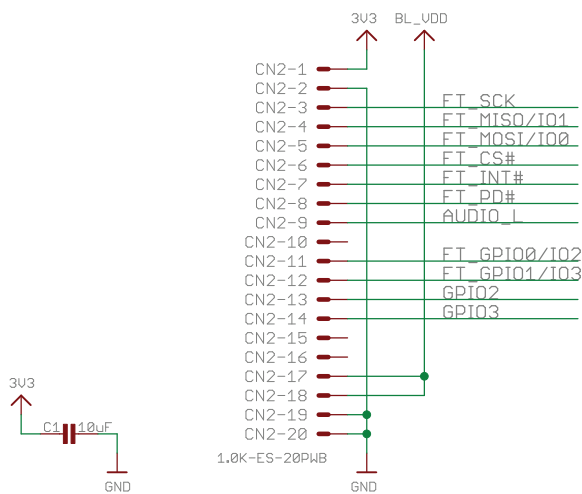 3V3 BL_VDD
CN2-1
CN2-2
CN2-3 FT_SCK
CN2-4 FT_MISO/IO1
CN2-5 FT_MOSI/IO0
CN2-6 FT_CS#
CN2-7 FT_INT#
CN2-8 FT_PD#
CN2-9 AUDIO_L
CN2-10
CN2-11 FT_GPIO0/IO2
CN2-12 FT_GPIO1/IO3
CN2-13 GPIO2
CN2-14 GPIO3
CN2-15
CN2-16
CN2-17
CN2-18
CN2-19
CN2-20
1.0K-ES-20PWB
GND
3V3
C1 10uF
GND